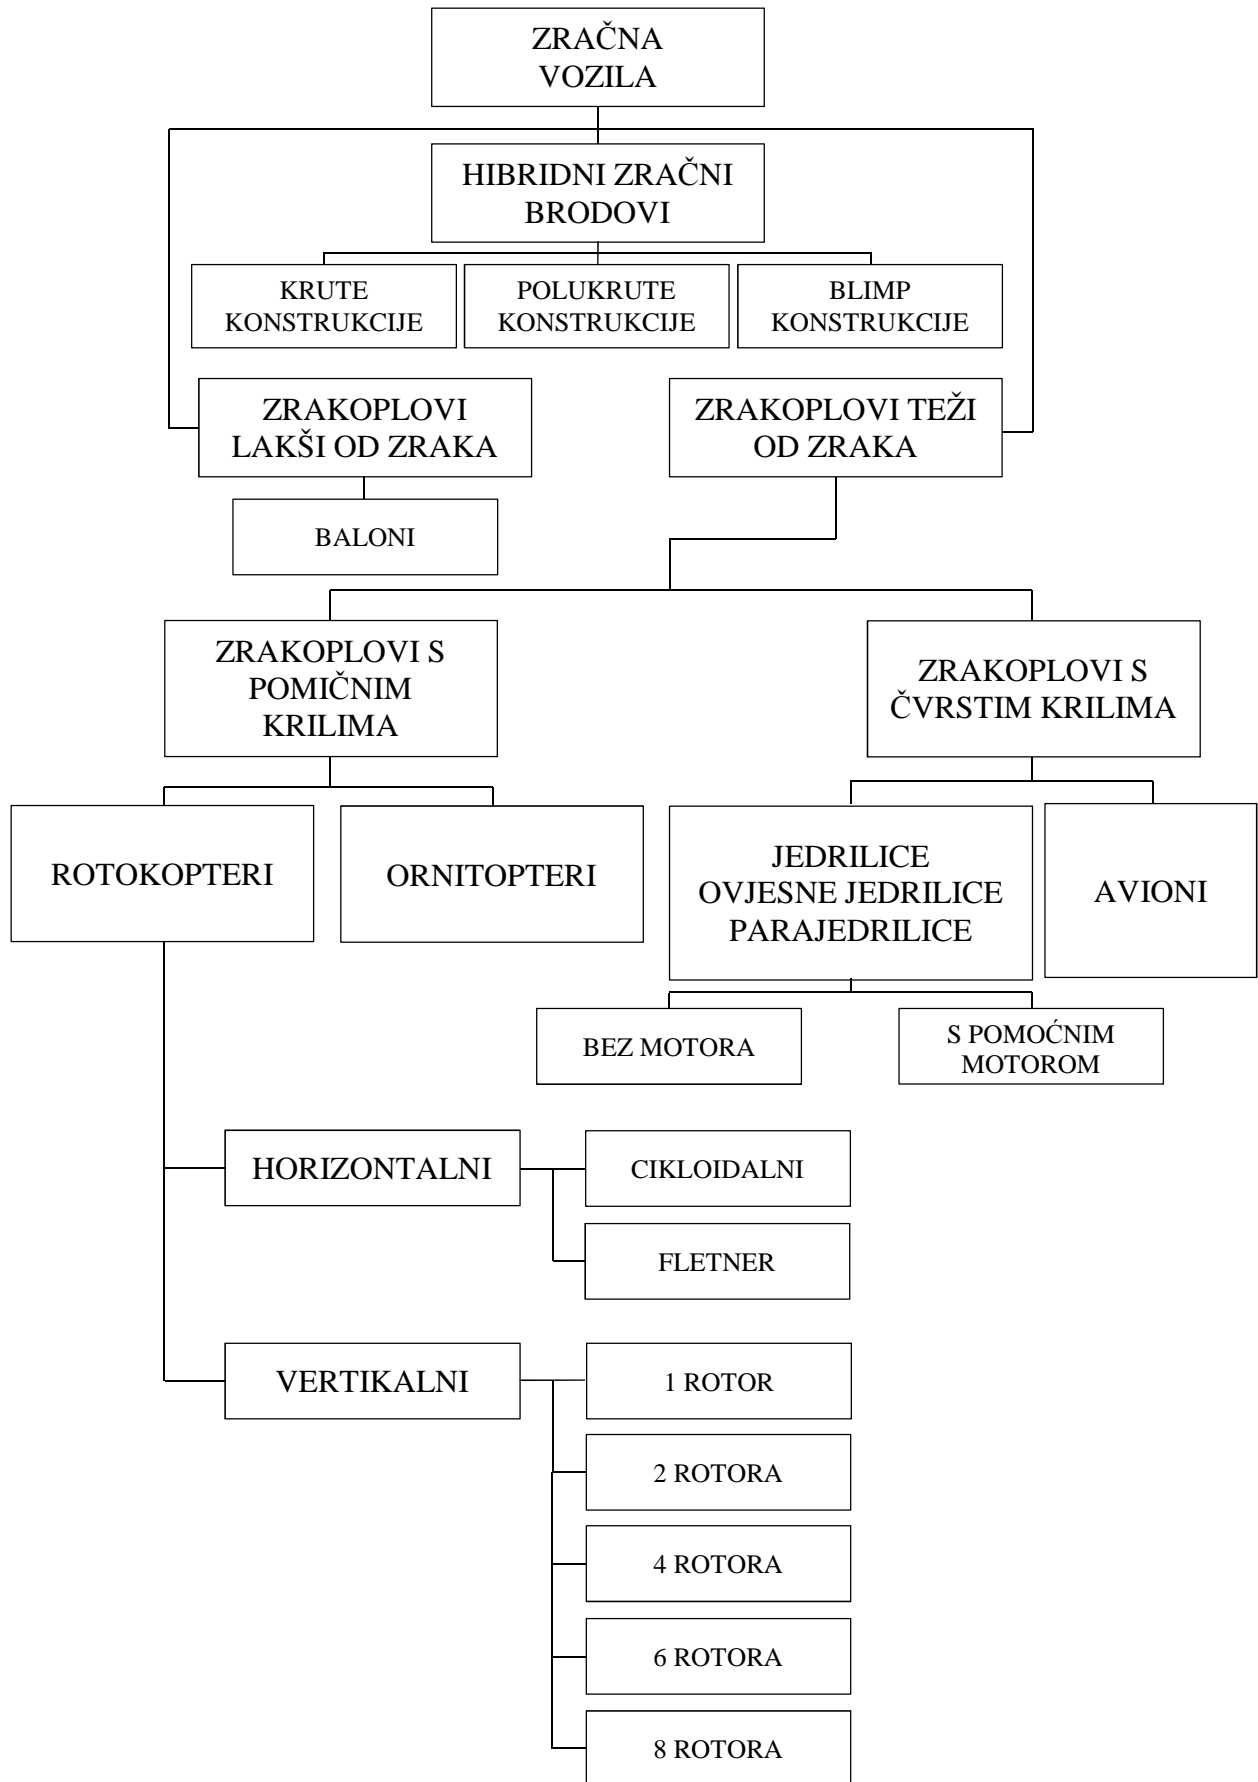 ZRAČNA
VOZILA
HIBRIDNI ZRAČNI
BRODOVI
KRUTE
KONSTRUKCIJE
POLUKRUTE
KONSTRUKCIJE
BLIMP
KONSTRUKCIJE
ZRAKOPLOVI
LAKŠI OD ZRAKA
ZRAKOPLOVI TEŽI
OD ZRAKA
BALONI
ZRAKOPLOVI S
POMIČNIM
KRILIMA
ZRAKOPLOVI S
ČVRSTIM KRILIMA
ROTOKOPTERI
ORNITOPTERI
JEDRILICE
OVJESNE JEDRILICE
PARAJEDRILICE
AVIONI
BEZ MOTORA
S POMOĆNIM
MOTOROM
HORIZONTALNI
CIKLOIDALNI
FLETNER
VERTIKALNI
1 ROTOR
2 ROTORA
4 ROTORA
6 ROTORA
8 ROTORA